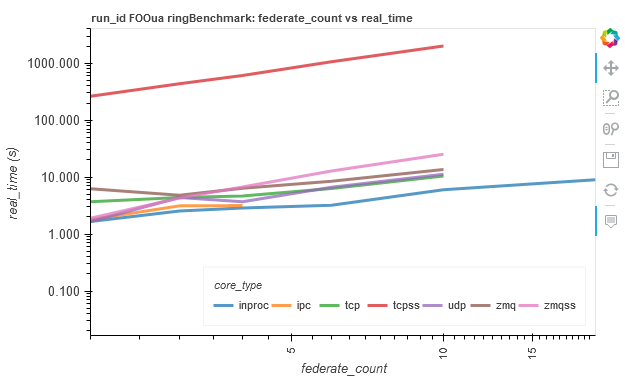 run_id FOOua ringBenchmark: federate_count vs real_time
real_time (s)
1000.000
100.000
10.000
1.000
0.100
core_type
inproc ipc tcp tcpss udp zmq zmqss
5 10 15
federate_count